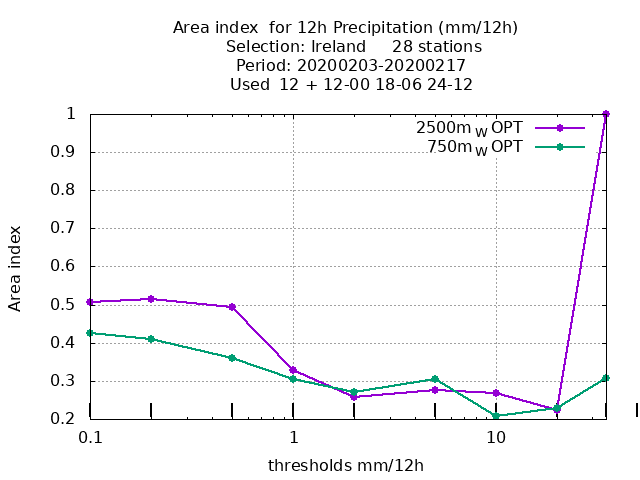 Area index  for 12h Precipitation (mm/12h)
Selection: Ireland     28 stations
Period: 20200203-20200217
Used  12 + 12-00 18-06 24-12
2500m W OPT
750m W OPT
1
0.9
0.8
0.7
0.6
0.5
0.4
0.3
0.2
Area index
0.1 1 10
thresholds mm/12h